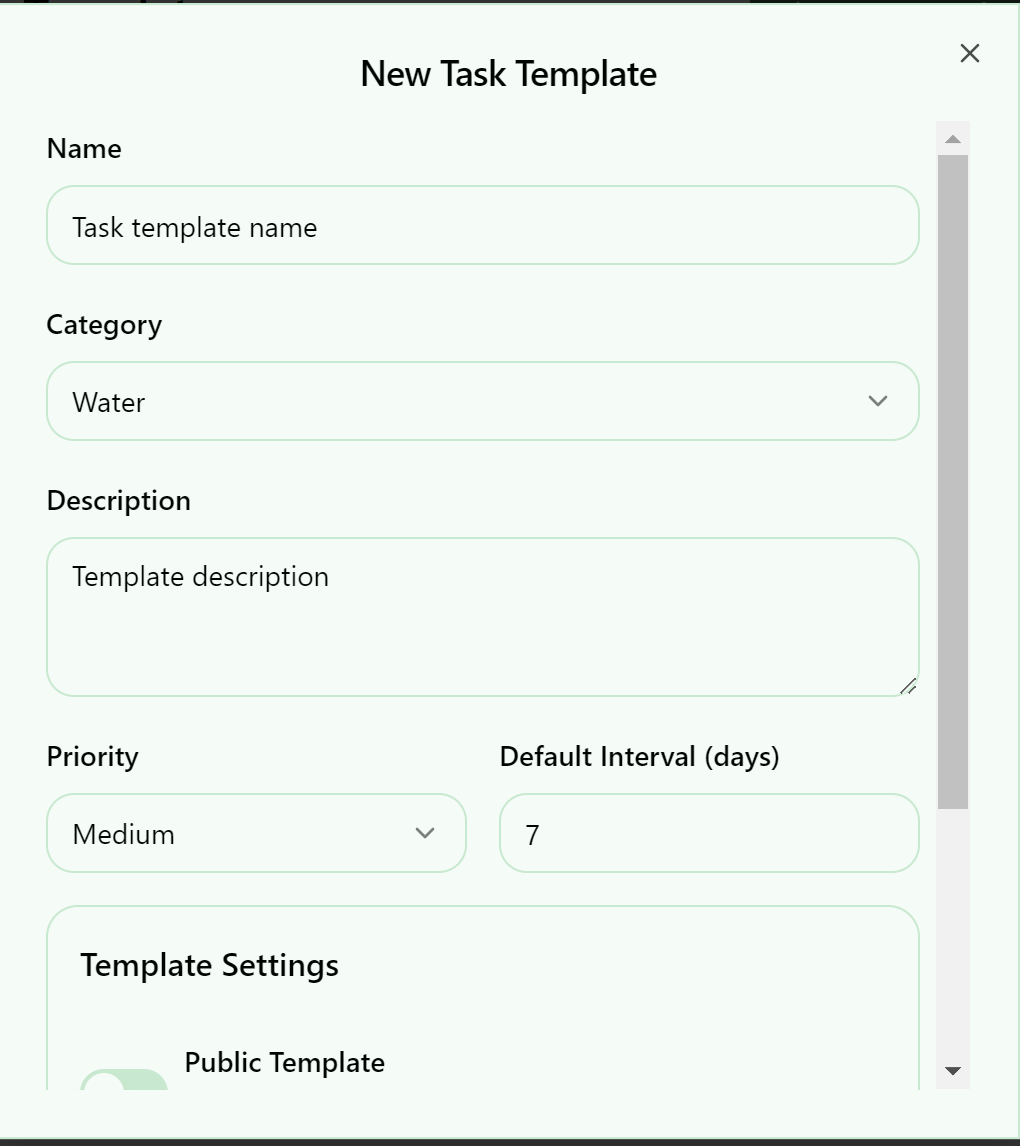 New Task Template
Name
Task template name
Category
Water
Description
Template description
Priority
Default Interval (days)
Medium
7
Template Settings
Public Template